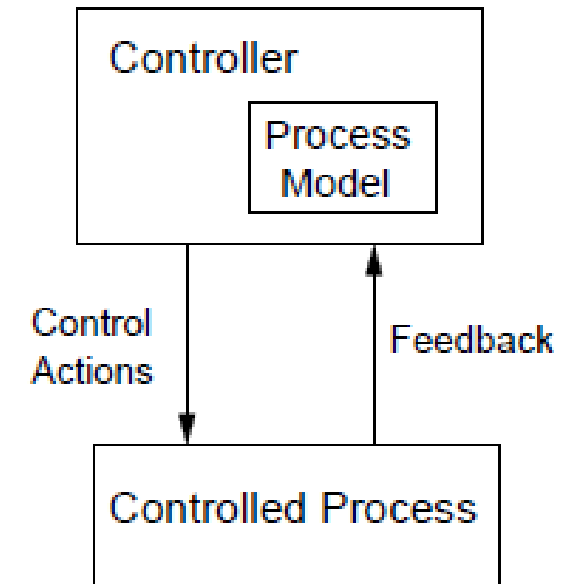 Controller
Process
Model
Control
Actions
Feedback
Controlled Process